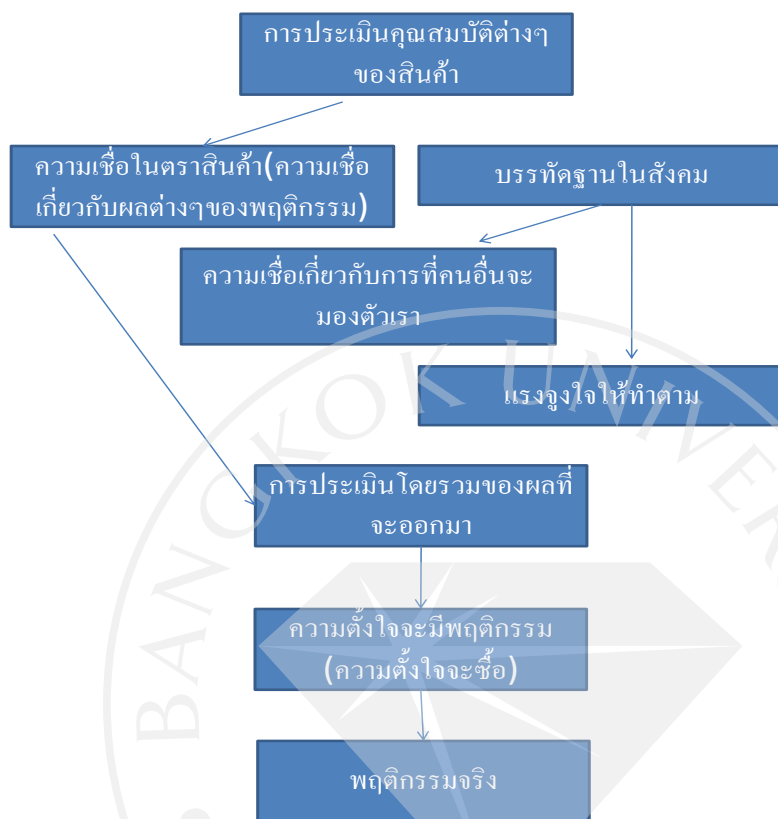 การประเมินคุณสมบัติต่างๆ
ของสินค้า
ความเชื่อในตราสินค้า(ความเชื่อ
เกี่ยวกับผลต่างๆของพฤติกรรม)
บรรทัดฐานในสังคม
ความเชื่อเกี่ยวกับการที่คนอื่นจะ
มองตัวเรา
แรงจูงใจให้ทำตาม
การประเมินโดยรวมของผลที่
จะออกมา
ความตั้งใจจะมีพฤติกรรม
(ความตั้งใจจะซื้อ)
พฤติกรรมจริง
BANGKOK UNIVER